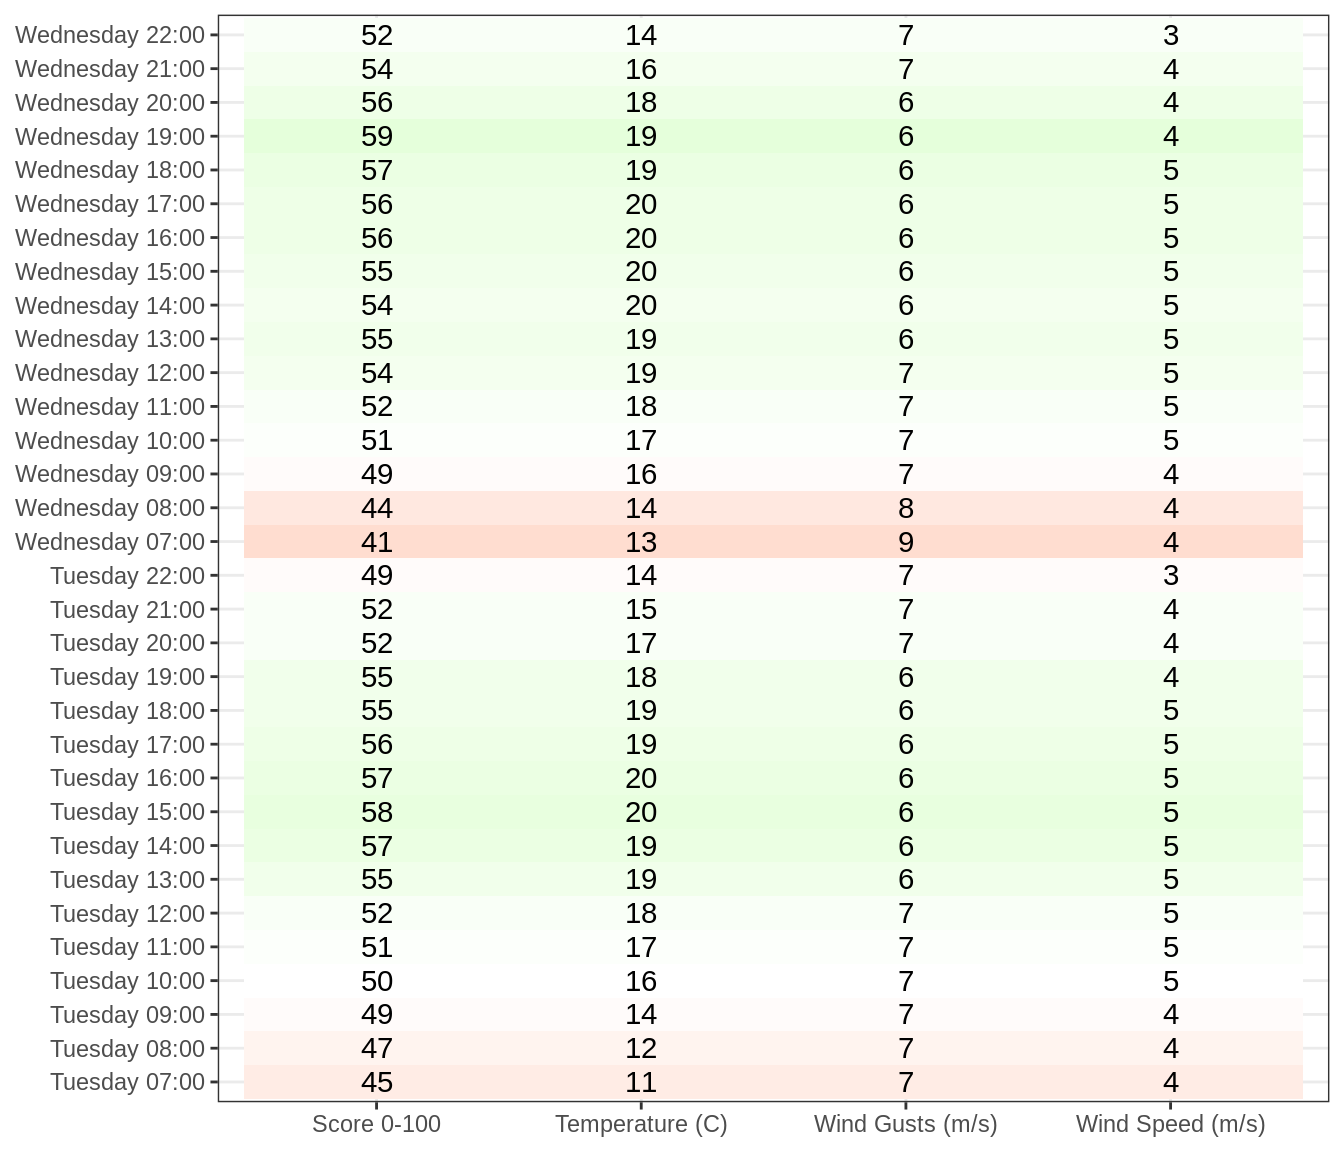 Wednesday 22:00 52 14 7 3
Wednesday 21:00 54 16 7 4
Wednesday 20:00 56 18 6 4
Wednesday 19:00 59 19 6 4
Wednesday 18:00 57 19 6 5
Wednesday 17:00 56 20 6 5
Wednesday 16:00 56 20 6 5
Wednesday 15:00 55 20 6 5
Wednesday 14:00 54 20 6 5
Wednesday 13:00 55 19 6 5
Wednesday 12:00 54 19 7 5
Wednesday 11:00 52 18 7 5
Wednesday 10:00 51 17 7 5
Wednesday 09:00 49 16 7 4
Wednesday 08:00 44 14 8 4
Wednesday 07:00 41 13 9 4
Tuesday 22:00 49 14 7 3
Tuesday 21:00 52 15 7 4
Tuesday 20:00 52 17 7 4
Tuesday 19:00 55 18 6 4
Tuesday 18:00 55 19 6 5
Tuesday 17:00 56 19 6 5
Tuesday 16:00 57 20 6 5
Tuesday 15:00 58 20 6 5
Tuesday 14:00 57 19 6 5
Tuesday 13:00 55 19 6 5
Tuesday 12:00 52 18 7 5
Tuesday 11:00 51 17 7 5
Tuesday 10:00 50 16 7 5
Tuesday 09:00 49 14 7 4
Tuesday 08:00 47 12 7 4
Tuesday 07:00 45 11 7 4
Score 0-100 Temperature (C) Wind Gusts (m/s) Wind Speed (m/s)